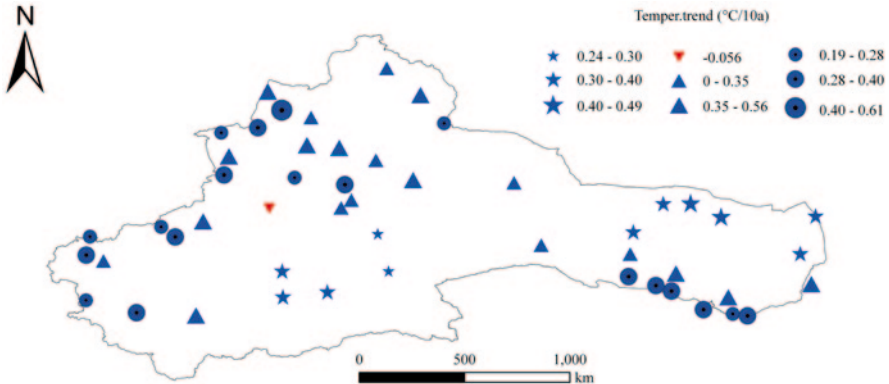 N
Temper.trend (°C/10a)
0.24 - 0.30
-0.056
0.19 - 0.28
0.30 - 0.40
0 - 0.35
0.28 - 0.40
0.40 - 0.49
0.35 - 0.56
0.40 - 0.61
0
500
1,000
km